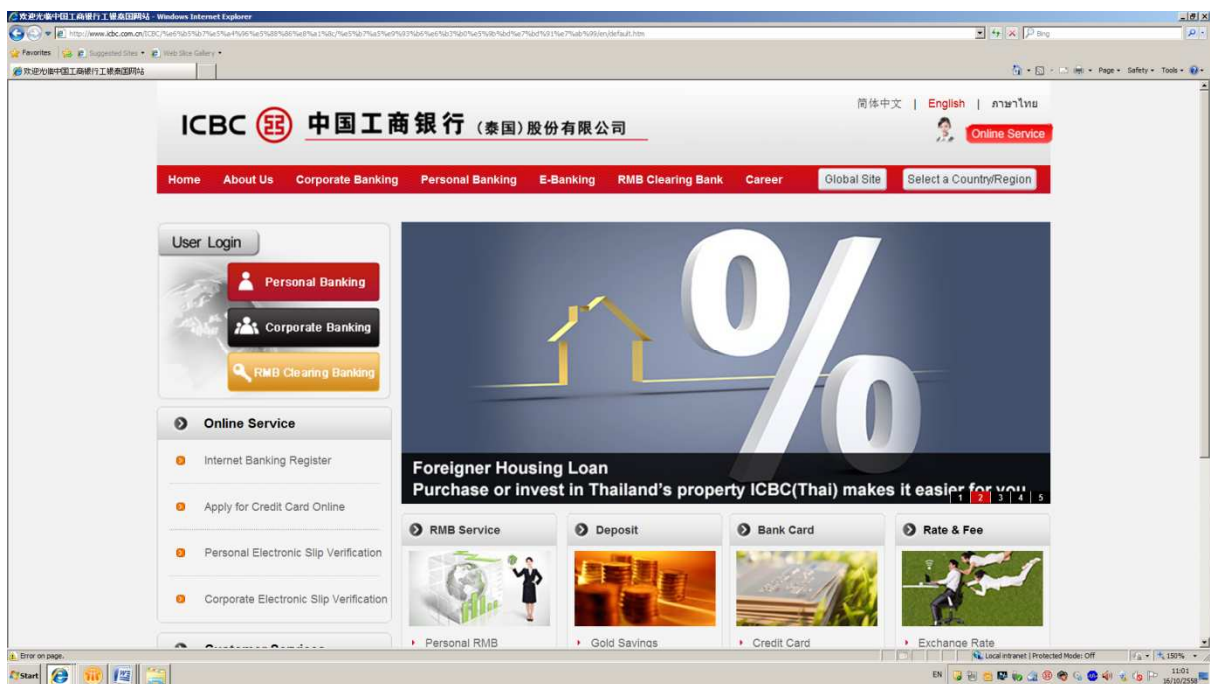 欢迎光临中国工商银行工银泰国网站 - Windows Internet Explorer
Favorites Suggested Sites Web Slice Gallery
欢迎光临中国工商银行工银泰国网站
Bing
Page Safety Tools
简体中文 | English | ภาษาไทย
ICBC 中国工商银行 (泰国) 股份有限公司
Online Service
Home About Us Corporate Banking Personal Banking E-Banking RMB Clearing Bank Career Global Site Select a Country/Region
User Login
Personal Banking
Corporate Banking
RMB Clearing Banking
Online Service
Internet Banking Register
Apply for Credit Card Online
Personal Electronic Slip Verification
Corporate Electronic Slip Verification
%
Foreigner Housing Loan
Purchase or invest in Thailand's property ICBC(Thai) makes it easier for you
1 2 3 4 5
RMB Service
Deposit
Bank Card
Rate & Fee
Personal RMB
Gold Savings
Credit Card
Exchange Rate
Error on page.
Local intranet | Protected Mode: Off
150%
Start
EN
11:01
16/10/2558